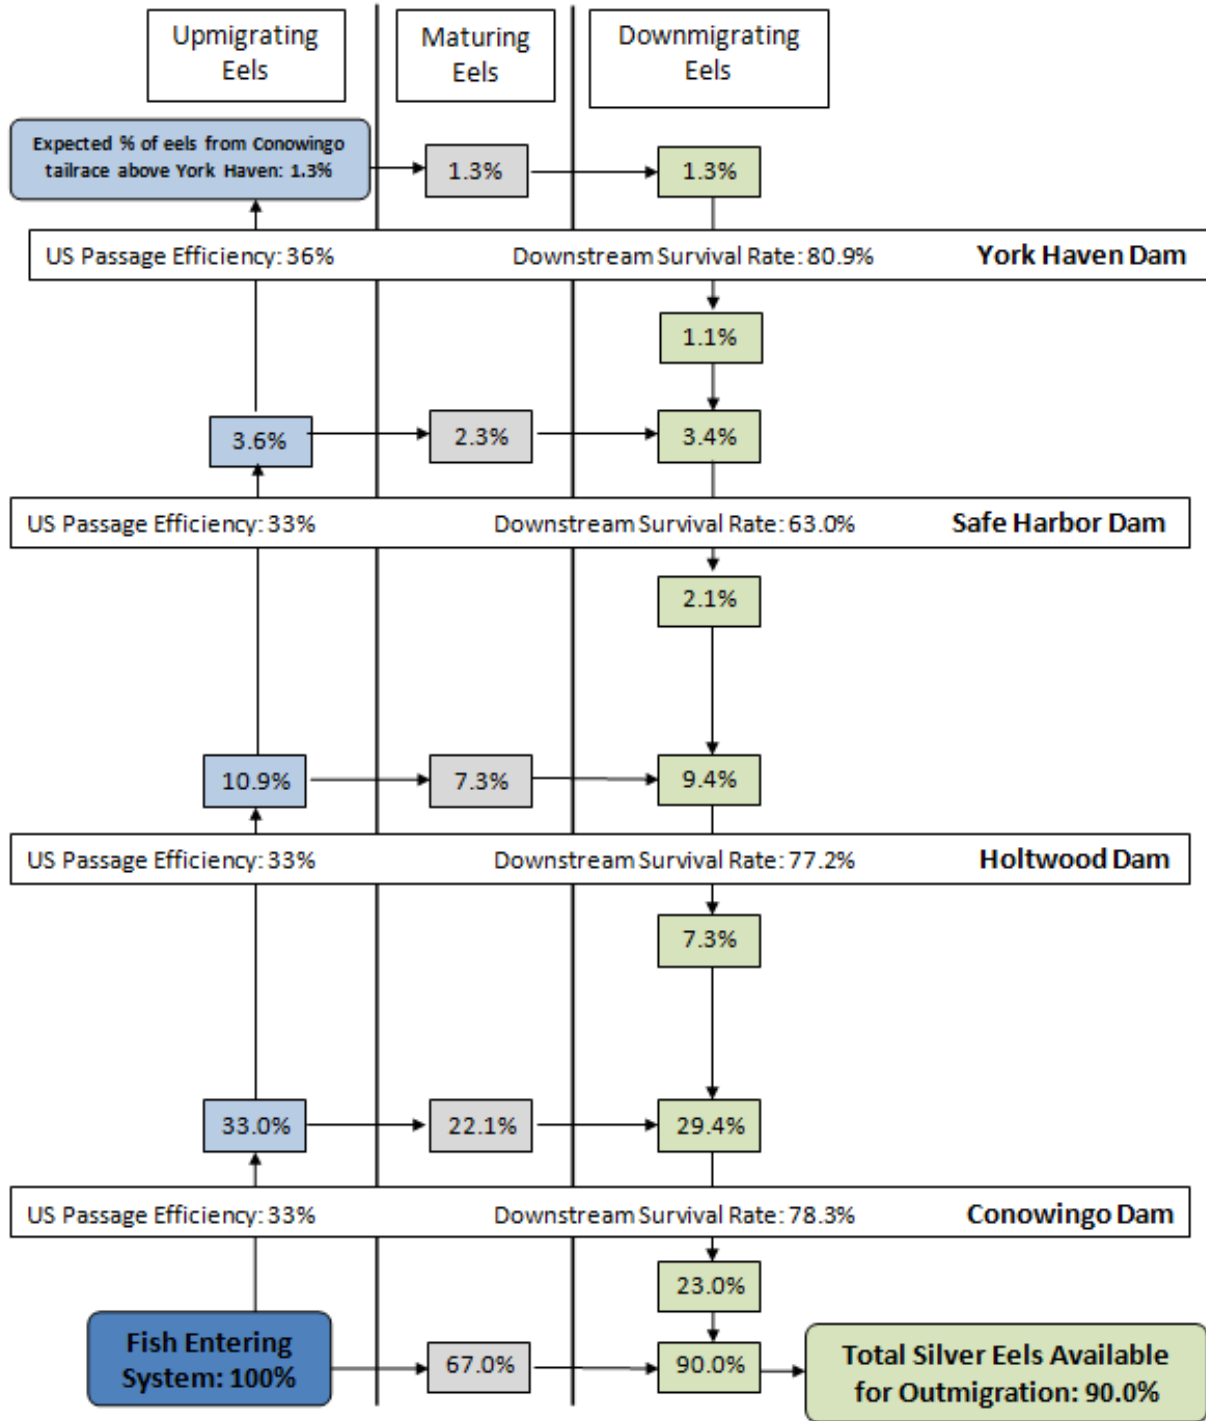 Upmigrating
Eels
Maturing
Eels
Downmigrating
Eels
Expected % of eels from Conowingo
tailrace above York Haven: 1.3%
1.3%
1.3%
US Passage Efficiency: 36%
Downstream Survival Rate: 80.9%
York Haven Dam
1.1%
3.6%
2.3%
3.4%
US Passage Efficiency: 33%
Downstream Survival Rate: 63.0%
Safe Harbor Dam
2.1%
10.9%
7.3%
9.4%
US Passage Efficiency: 33%
Downstream Survival Rate: 77.2%
Holtwood Dam
7.3%
33.0%
22.1%
29.4%
US Passage Efficiency: 33%
Downstream Survival Rate: 78.3%
Conowingo Dam
23.0%
Fish Entering
System: 100%
67.0%
90.0%
Total Silver Eels Available
for Outmigration: 90.0%